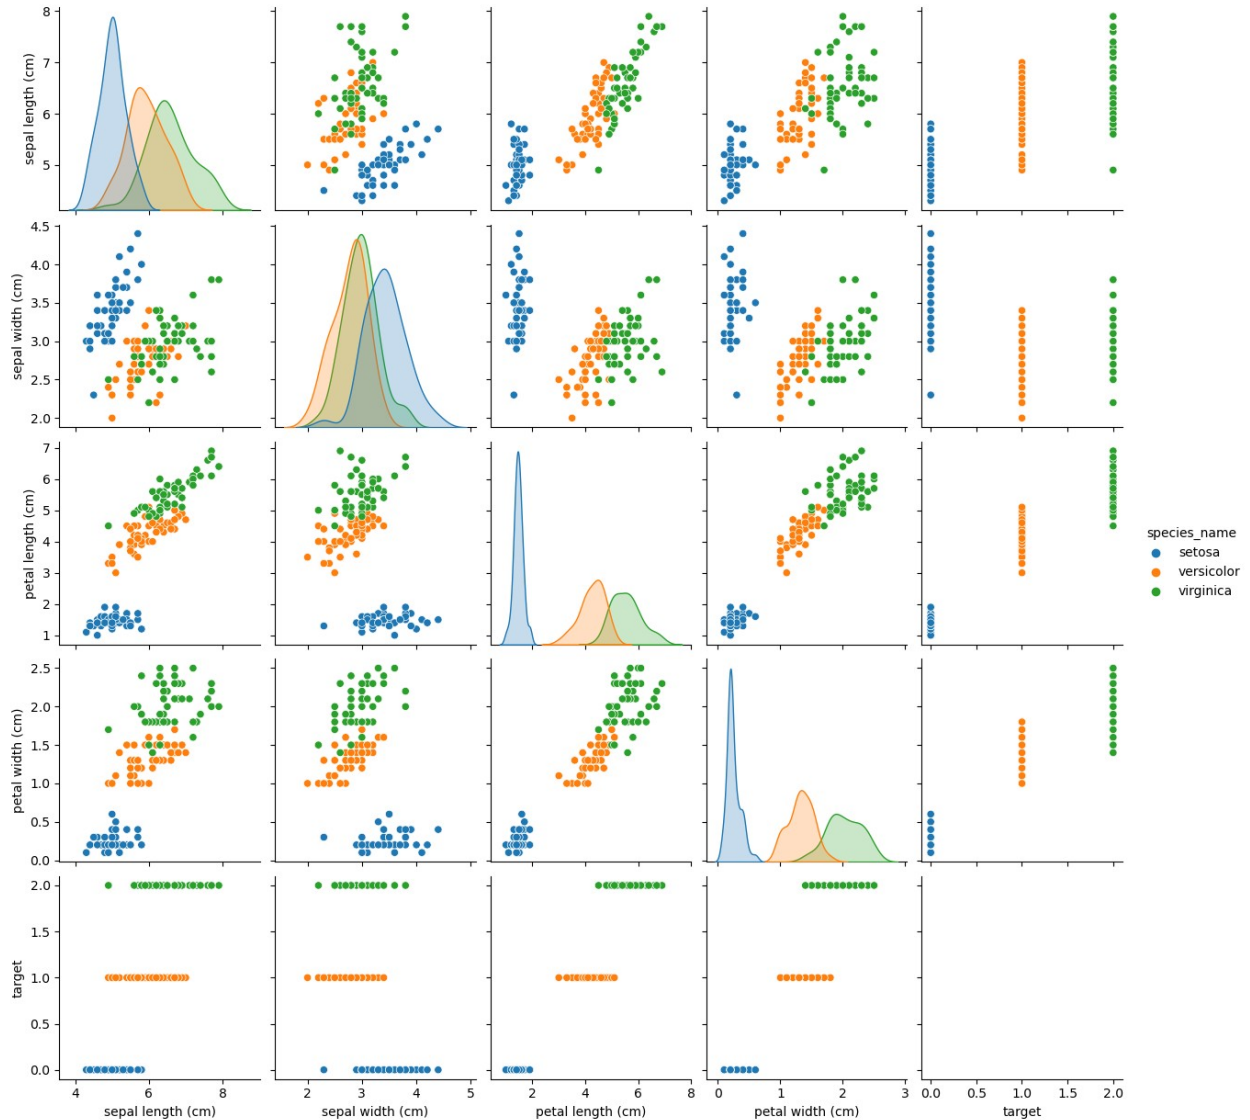 8
7
6
5
sepal length (cm)
4.5
4.0
3.5
3.0
2.5
2.0
sepal width (cm)
7
6
5
4
3
2
1
petal length (cm)
species_name
setosa
versicolor
virginica
2.5
2.0
1.5
1.0
0.5
0.0
petal width (cm)
2.0
1.5
1.0
0.5
0.0
target
4 6 8
2 3 4 5
2 4 6 8
0 1 2 3
0.0 0.5 1.0 1.5 2.0
sepal length (cm)
sepal width (cm)
petal length (cm)
petal width (cm)
target